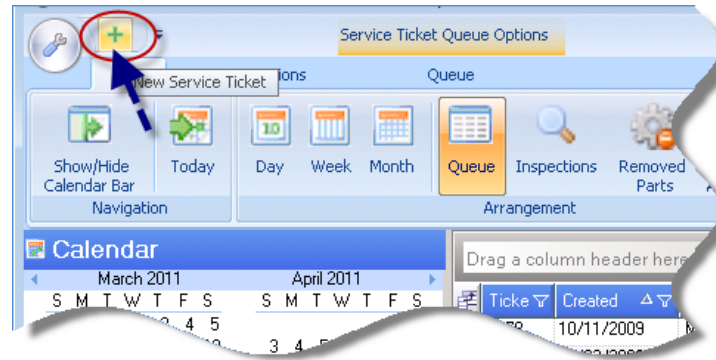 Service Ticket Queue Options
New Service Ticket
Queue
Show/Hide
Calendar Bar
Today
Day
Week
Month
Queue
Inspections
Removed
Parts
Navigation
Arrangement
Calendar
Drag a column header here
March 2011
April 2011
S M T W T F S
S M T W T F S
Ticke
Created
4 5
3 4 5
10/11/2009